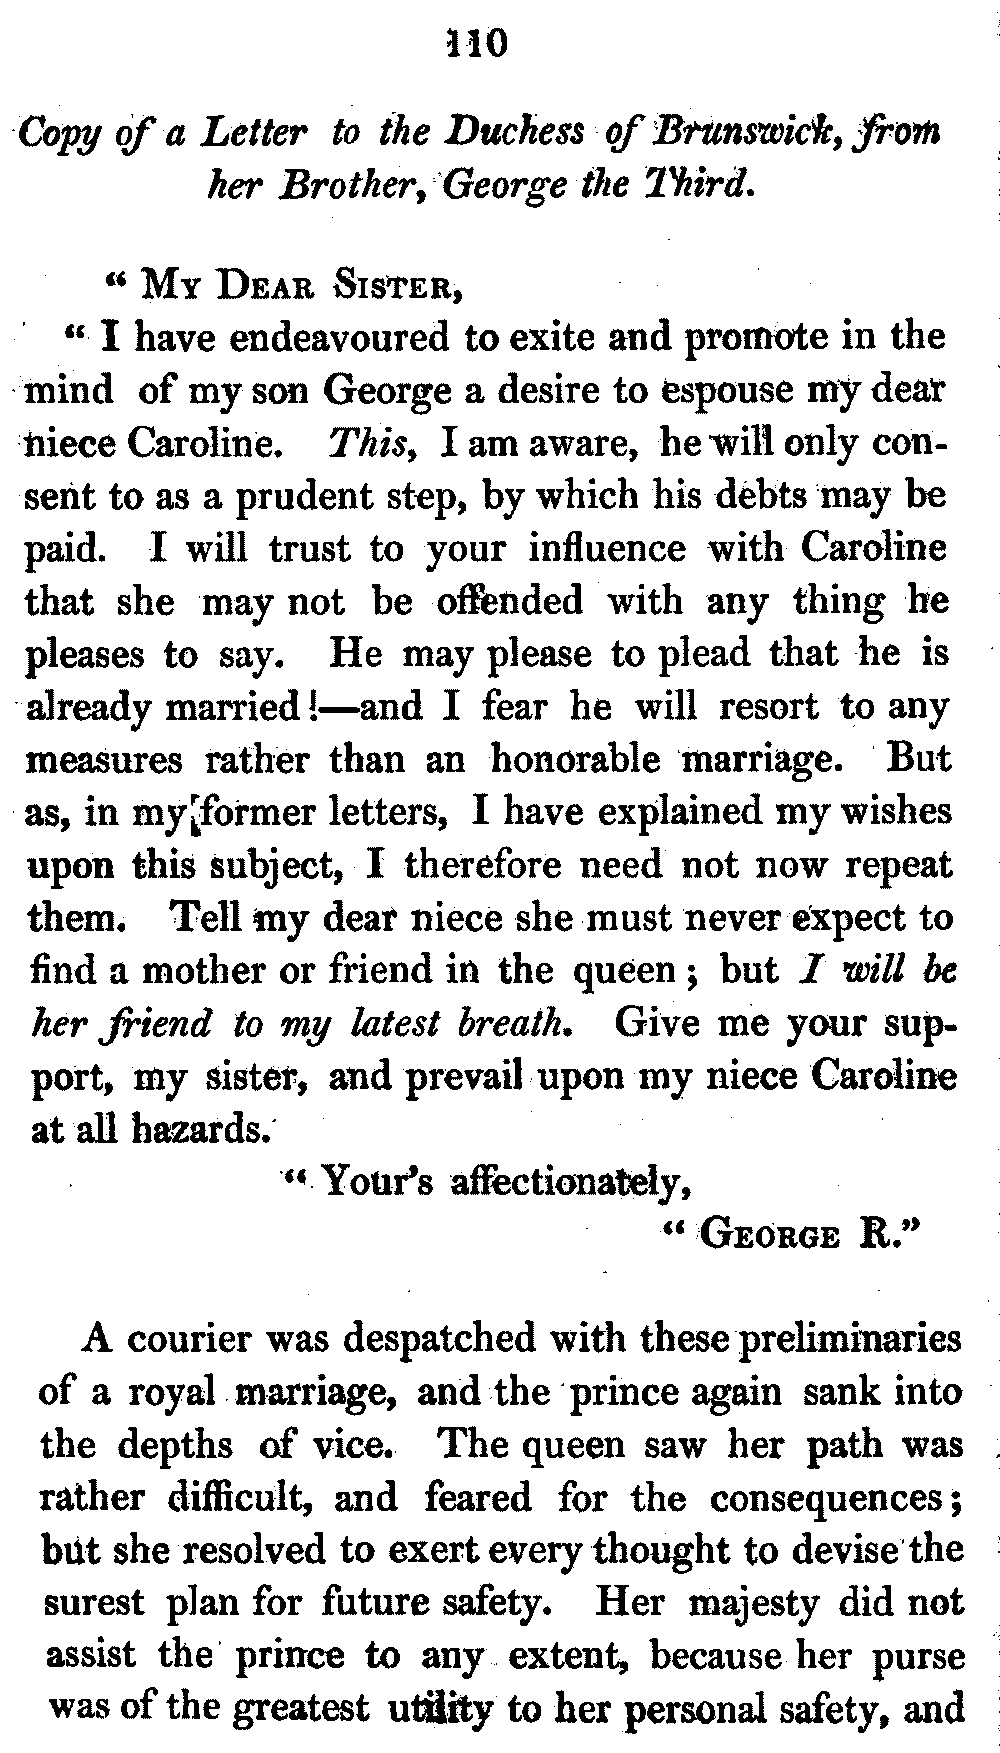 110
Copy of a Letter to the Duchess of Brunswick, from
her Brother, George the Third.
“ My Dear Sister,
“ I have endeavoured to exite and promote in the
mind of my son George a desire to espouse my dear
niece Caroline. This, I am aware, he will only con-
sent to as a prudent step, by which his debts may be
paid. I will trust to your influence with Caroline
that she may not be offended with any thing he
pleases to say. He may please to plead that he is
already married!—and I fear he will resort to any
measures rather than an honorable marriage. But
as, in my former letters, I have explained my wishes
upon this subject, I therefore need not now repeat
them. Tell my dear niece she must never expect to
find a mother or friend in the queen; but I will be
her friend to my latest breath. Give me your sup-
port, my sister, and prevail upon my niece Caroline
at all hazards.
“ Your's affectionately,
“ George R.”
A courier was despatched with these preliminaries
of a royal marriage, and the prince again sank into
the depths of vice. The queen saw her path was
rather difficult, and feared for the consequences;
but she resolved to exert every thought to devise the
surest plan for future safety. Her majesty did not
assist the prince to any extent, because her purse
was of the greatest utility to her personal safety, and